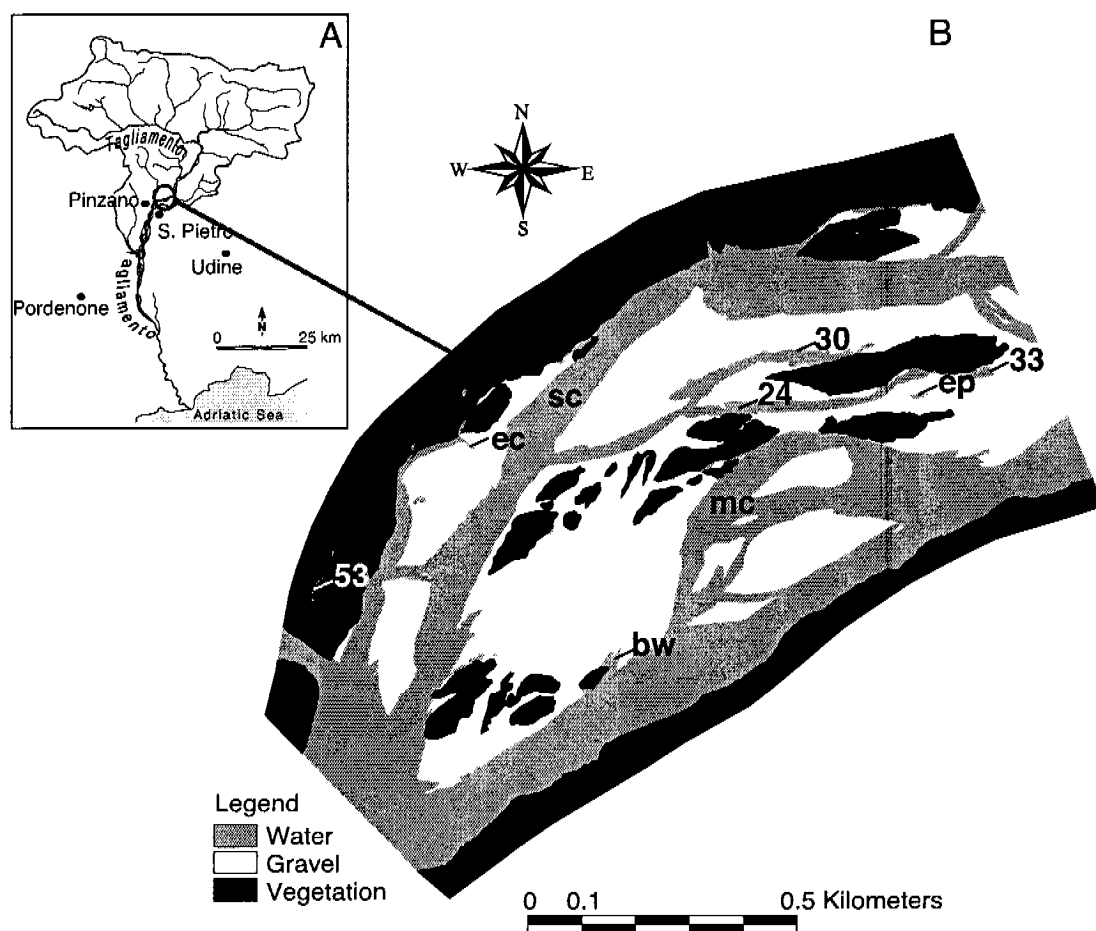 A
Tagliamento
Pinzano
S. Pietro
Udine
Tagliamento
Pordenone
N
0 25 km
Adriatic Sea
B
N
W E
S
30
33
24
ep
sc
ec
mc
53
bw
Legend
Water
Gravel
Vegetation
0 0.1 0.5 Kilometers